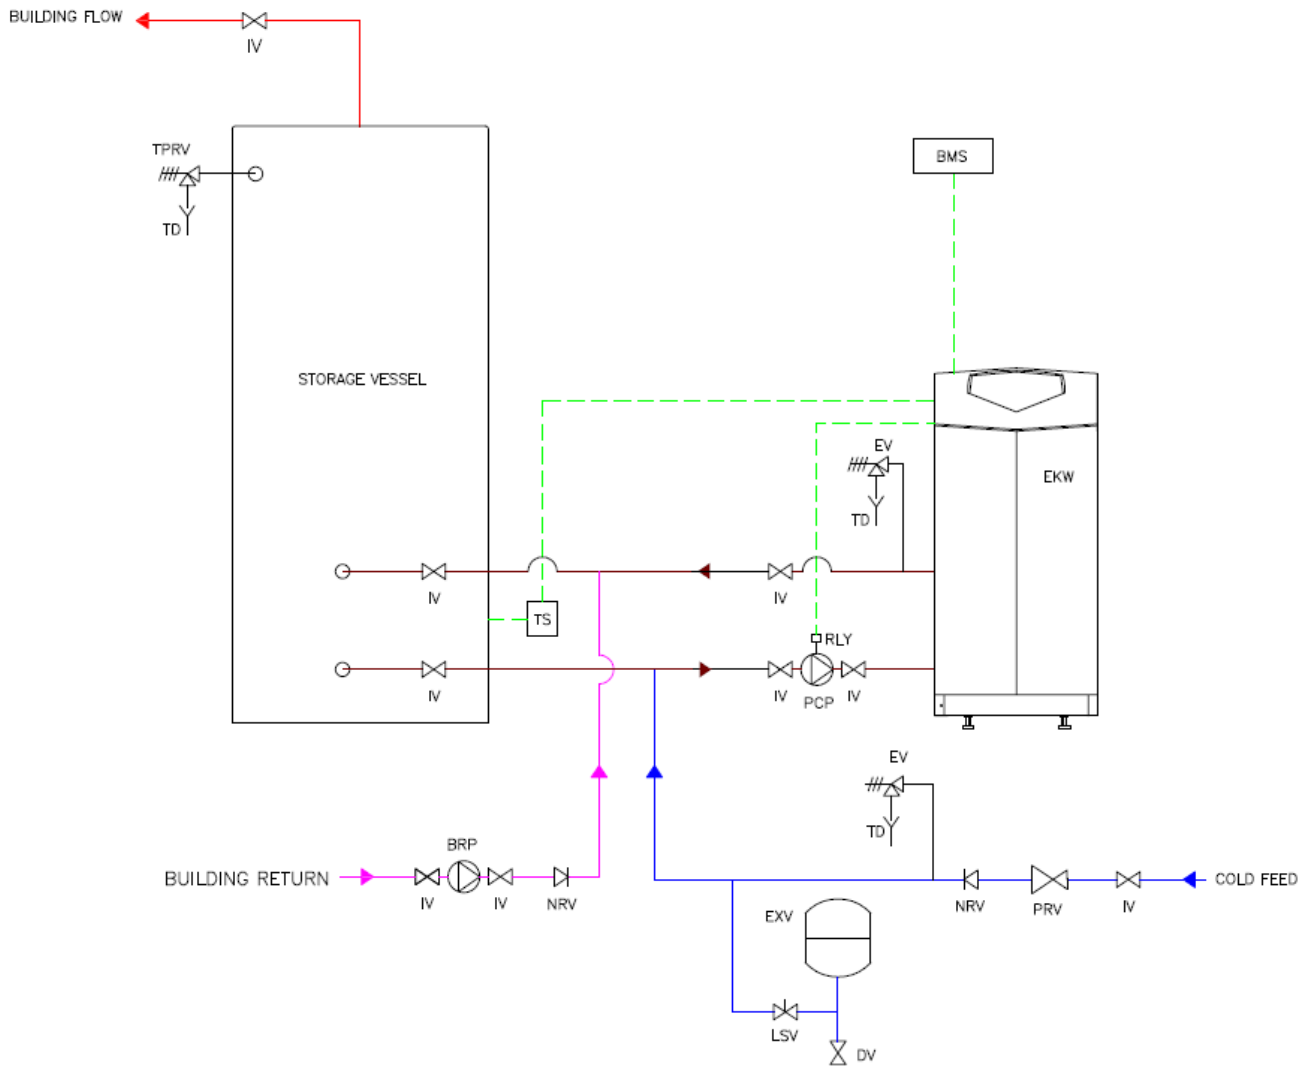 BUILDING FLOW
IV
TPRV
TD
BMS
STORAGE VESSEL
EV
TD
EKW
IV
IV
TS
RLY
IV
IV
PCP
IV
EV
TD
BRP
BUILDING RETURN
IV
IV
NRV
COLD FEED
NRV
PRV
IV
EXV
LSV
DV